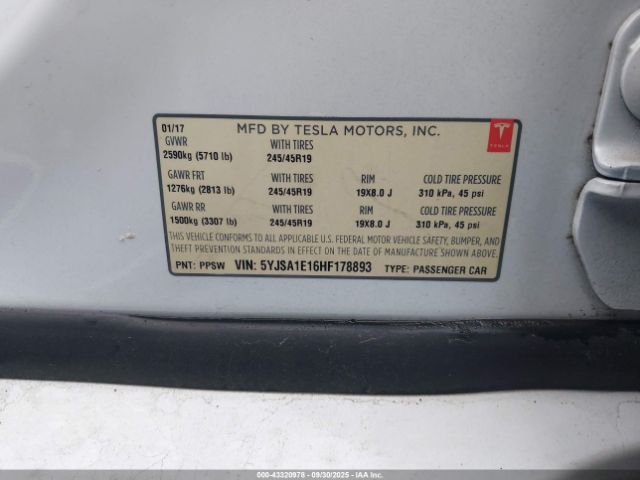 01/17 MFD BY TESLA MOTORS, INC. TESLA
GVWR WITH TIRES
2590kg (5710 lb) 245/45R19
GAWR FRT WITH TIRES RIM COLD TIRE PRESSURE
1276kg (2813 lb) 245/45R19 19X8.0 J 310 kPa, 45 psi
GAWR RR WITH TIRES RIM COLD TIRE PRESSURE
1500kg (3307 lb) 245/45R19 19X8.0 J 310 kPa, 45 psi
THIS VEHICLE CONFORMS TO ALL APPLICABLE U.S. FEDERAL MOTOR VEHICLE SAFETY, BUMPER, AND
THEFT PREVENTION STANDARDS IN EFFECT ON THE DATE OF MANUFACTURE SHOWN ABOVE.
PNT: PPSW VIN: 5YJSA1E16HF178893 TYPE: PASSENGER CAR
000-43320978 - 09/30/2025 - IAAI.COM